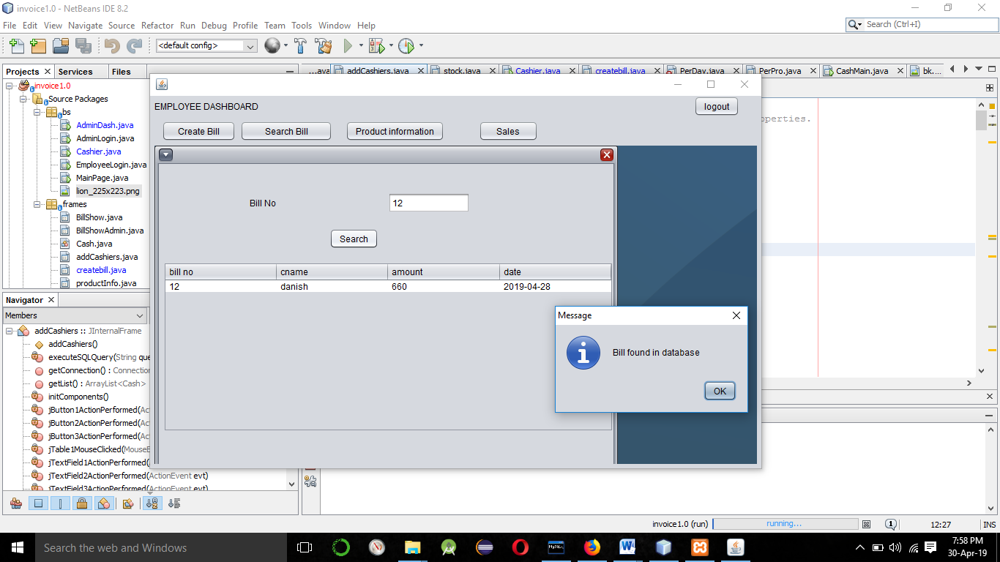 invoice1.0 - NetBeans IDE 8.2
File Edit View Navigate Source Refactor Run Debug Profile Team Tools Window Help
Search (Ctrl+I)
<default config>
Projects Services Files
...ava addCashiers.java stock.java Cashier.java createbill.java PerDay.java PerPro.java CashMain.java bk....
invoice1.0
Source Packages
bs
AdminDash.java
AdminLogin.java
Cashier.java
EmployeeLogin.java
MainPage.java
lion_225x223.png
frames
BillShow.java
BillShowAdmin.java
Cash.java
addCashiers.java
createbill.java
productInfo.java
Navigator
Members
addCashiers :: JInternalFrame
addCashiers()
executeSQLQuery(String que
getConnection() : Connection
getList() : ArrayList<Cash>
initComponents()
jButton1ActionPerformed(Ac
jButton2ActionPerformed(Ac
jButton3ActionPerformed(Ac
jTable1MouseClicked(MouseE
jTextField1ActionPerformed(
jTextField2ActionPerformed(ActionEvent evt)
jTextField3ActionPerformed(ActionEvent evt)
EMPLOYEE DASHBOARD
logout
Create Bill Search Bill Product information Sales
operties.
Bill No 12
Search
bill no cname amount date
12 danish 660 2019-04-28
Message
Bill found in database
OK
invoice1.0 (run) running... 1 12:27 INS
Search the web and Windows
MySQL
7:58 PM
30-Apr-19